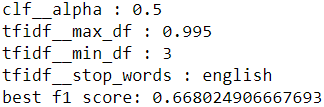 clf__alpha : 0.5
tfidf__max_df : 0.995
tfidf__min_df : 3
tfidf__stop_words : english
best f1 score: 0.668024906667693